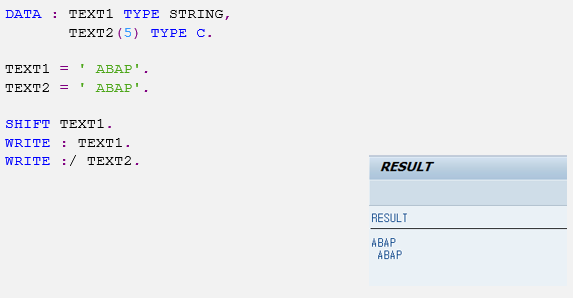 DATA : TEXT1 TYPE STRING,
TEXT2(5) TYPE C.
TEXT1 = ' ABAP'.
TEXT2 = ' ABAP'.
SHIFT TEXT1.
WRITE : TEXT1.
WRITE :/ TEXT2.
RESULT
RESULT
ABAP
ABAP